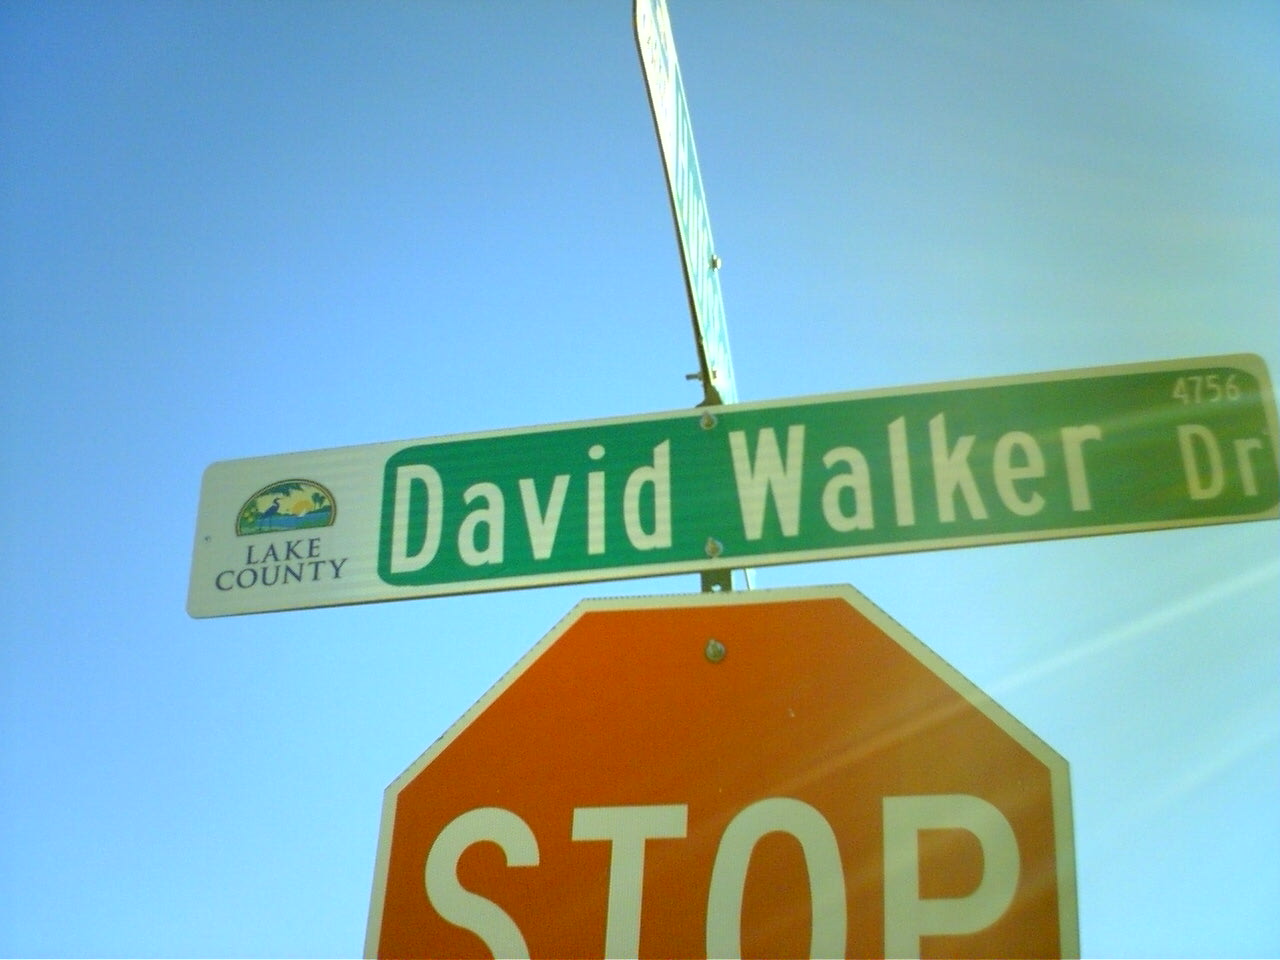 LAKE
COUNTY
David Walker Dr
4756
STOP